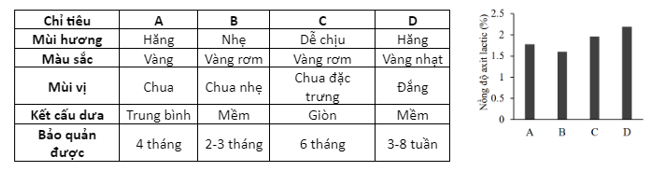 Chỉ tiêu A B C D
Mùi hương Hăng Nhẹ Dễ chịu Hăng
Màu sắc Vàng Vàng rơm Vàng rơm Vàng nhạt
Mùi vị Chua Chua nhẹ Chua đặc trưng Đắng
Kết cấu dưa Trung bình Mềm Giòn Mềm
Bảo quản được 4 tháng 2-3 tháng 6 tháng 3-8 tuần
Nồng độ axit lactic (%)
2.5
2
1.5
1
0.5
0
A B C D